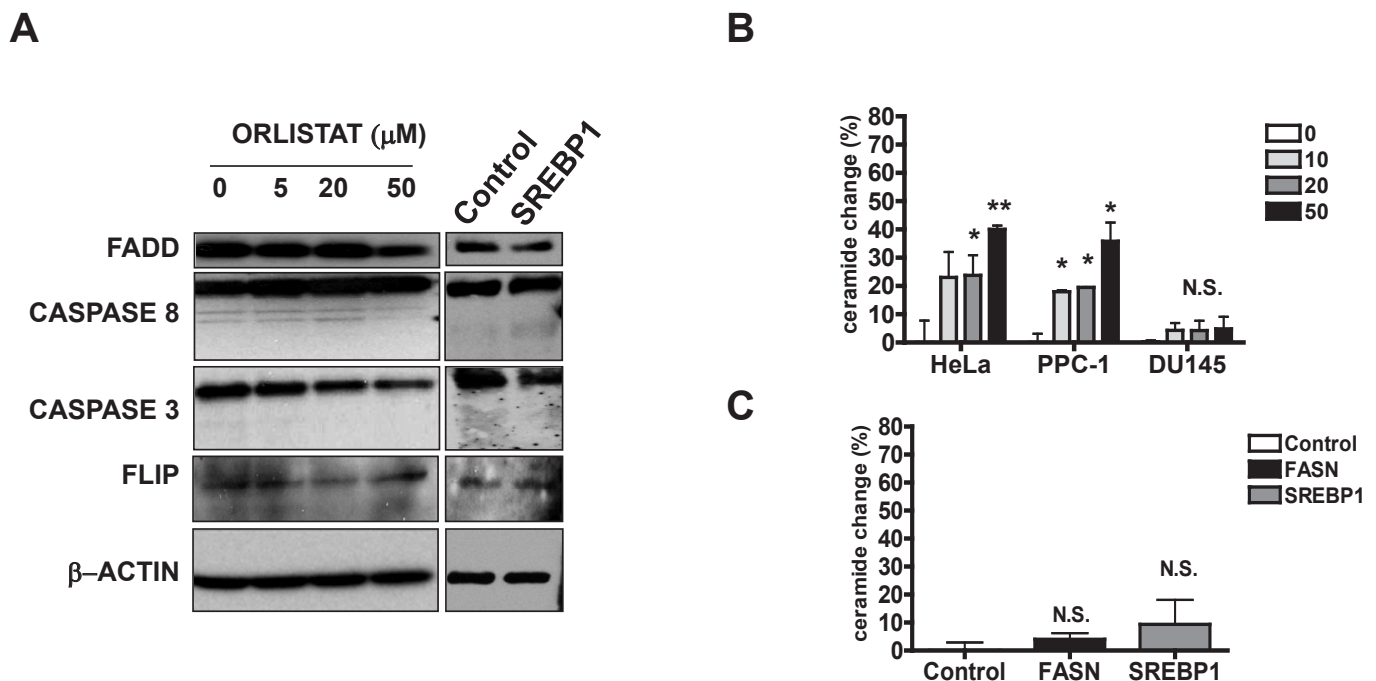 A
ORLISTAT (μM)
0 5 20 50
Control
SREBP1
FADD
CASPASE 8
CASPASE 3
FLIP
β–ACTIN
B
ceramide change (%)
80
70
60
50
40
30
20
10
0
* ** * * * N.S.
HeLa PPC-1 DU145
0
10
20
50
C
ceramide change (%)
80
70
60
50
40
30
20
10
0
N.S. N.S.
Control FASN SREBP1
Control
FASN
SREBP1